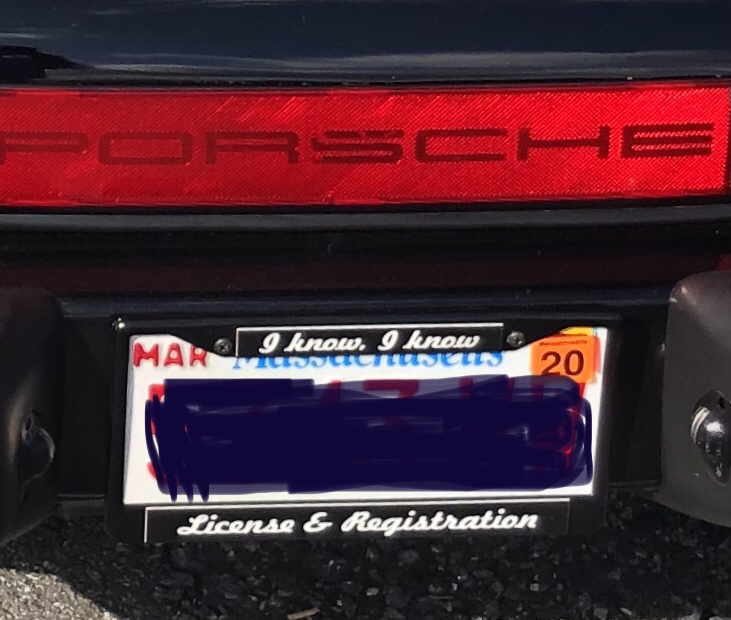 PORSCHE
I know, I know
MAR Massachusetts 20
License & Registration